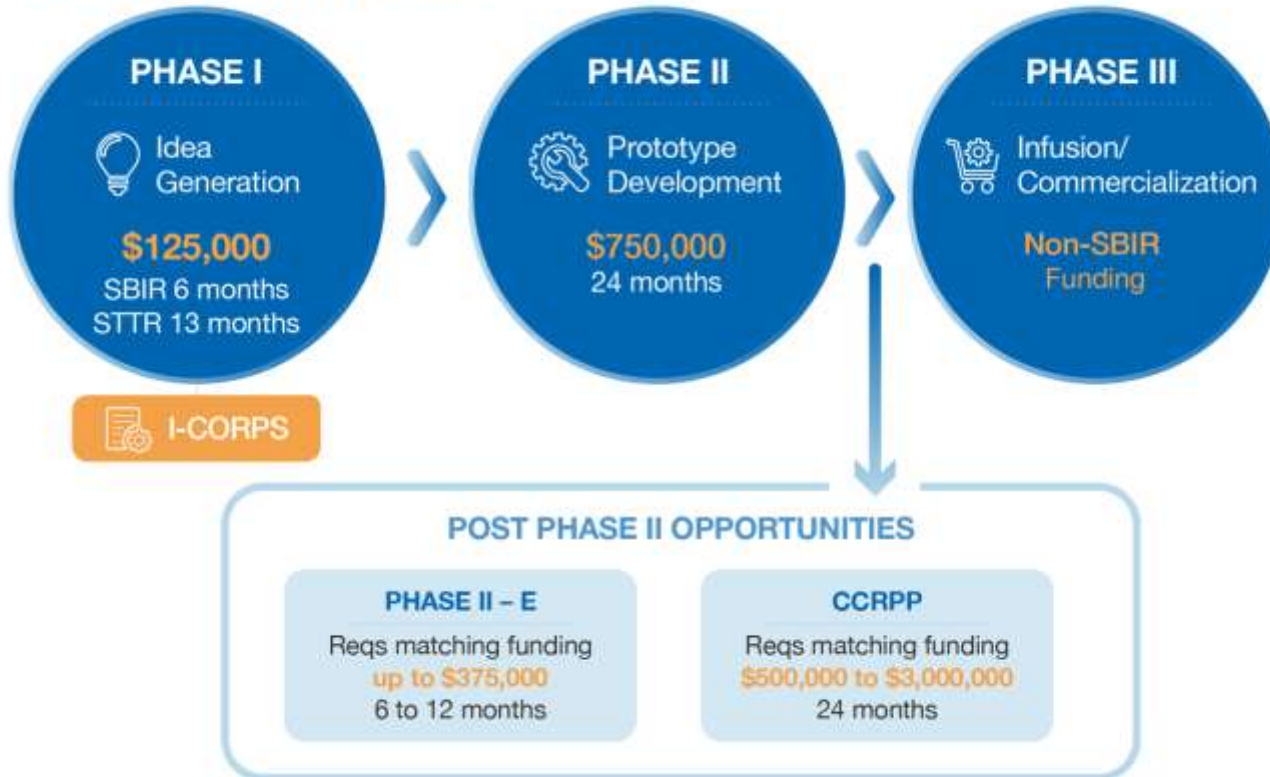 PHASE I
Idea
Generation
$125,000
SBIR 6 months
STTR 13 months
I-CORPS
PHASE II
Prototype
Development
$750,000
24 months
PHASE III
Infusion/
Commercialization
Non-SBIR
Funding
POST PHASE II OPPORTUNITIES
PHASE II – E
Reqs matching funding
up to $375,000
6 to 12 months
CCRPP
Reqs matching funding
$500,000 to $3,000,000
24 months